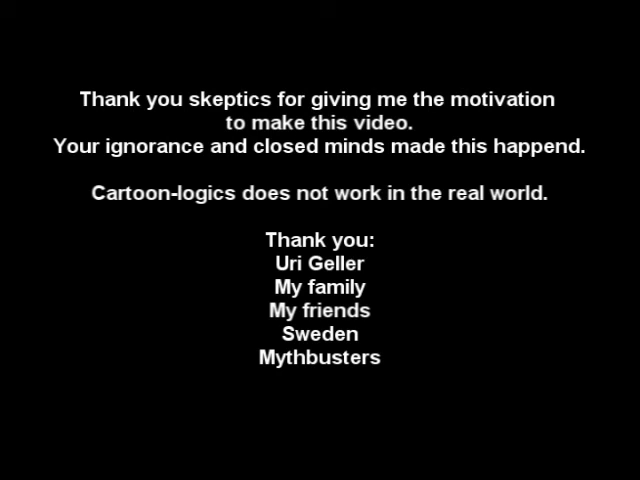 Thank you skeptics for giving me the motivation
to make this video.
Your ignorance and closed minds made this happend.
Cartoon-logics does not work in the real world.
Thank you:
Uri Geller
My family
My friends
Sweden
Mythbusters